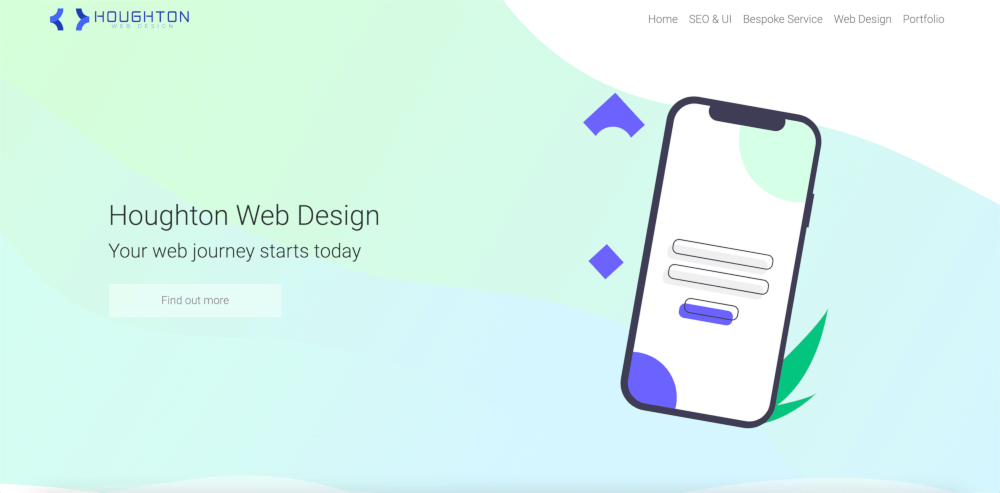 HOUGHTON
WEB DESIGN
Home SEO & UI Bespoke Service Web Design Portfolio
Houghton Web Design
Your web journey starts today
Find out more